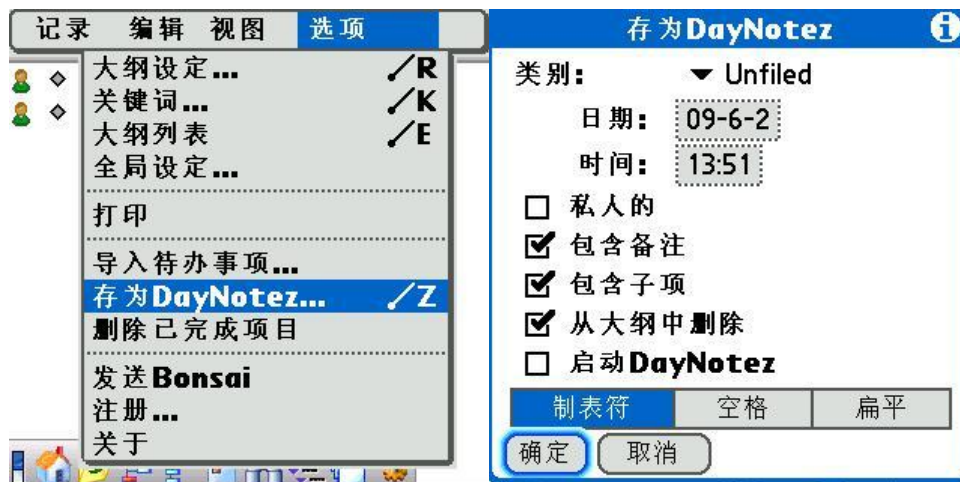 记录 编辑 视图 选项
大纲设定... ／R
关键词... ／K
大纲列表 ／E
全局设定...
打印
导入待办事项...
存为DayNotez... ／Z
删除已完成项目
发送Bonsai
注册...
关于
存为DayNotez
类别: Unfiled
日期: 09-6-2
时间: 13:51
私人的
包含备注
包含子项
从大纲中删除
启动DayNotez
制表符 空格 扁平
确定 取消